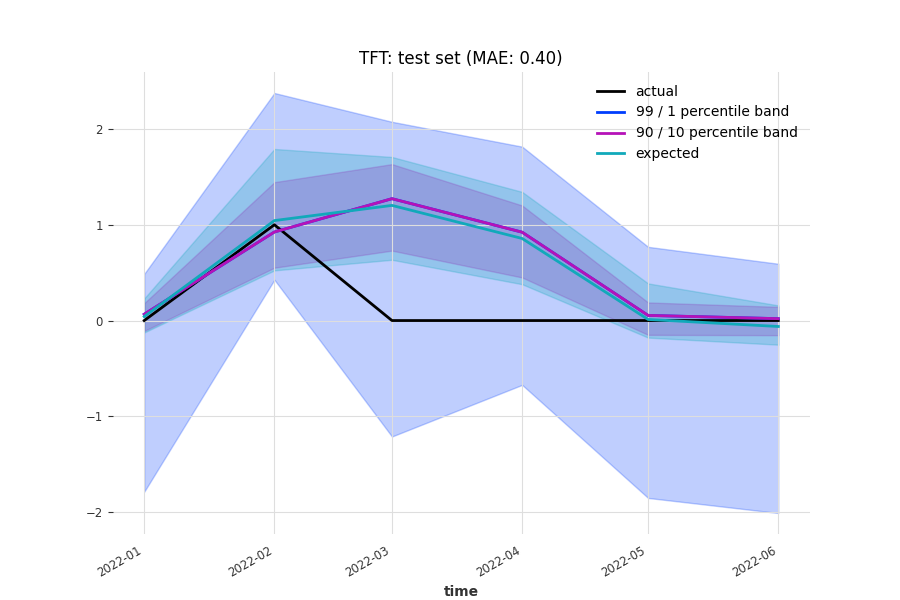 TFT: test set (MAE: 0.40)
actual
99 / 1 percentile band
90 / 10 percentile band
expected
2
1
0
−1
−2
2022-01
2022-02
2022-03
2022-04
2022-05
2022-06
time